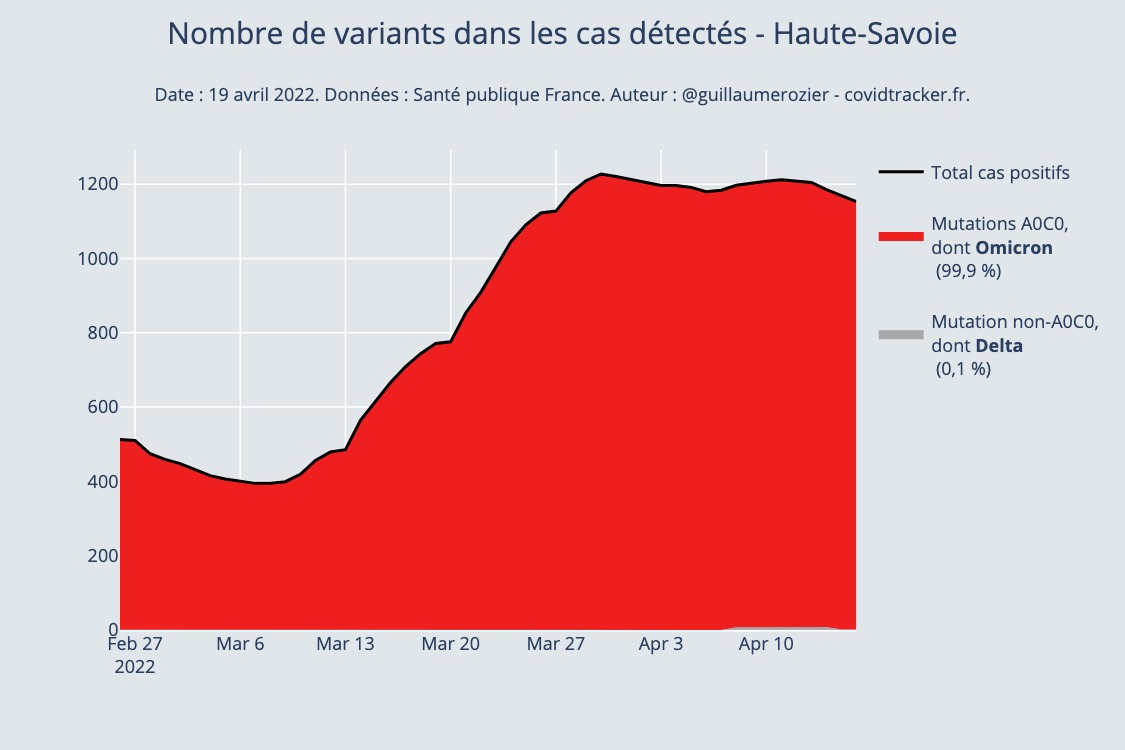 Nombre de variants dans les cas détectés - Haute-Savoie
Date : 19 avril 2022. Données : Santé publique France. Auteur : @guillaumerozier - covidtracker.fr.
1200
1000
800
600
400
200
0
Feb 27
2022
Mar 6
Mar 13
Mar 20
Mar 27
Apr 3
Apr 10
Total cas positifs
Mutations A0C0,
dont Omicron
(99,9 %)
Mutation non-A0C0,
dont Delta
(0,1 %)